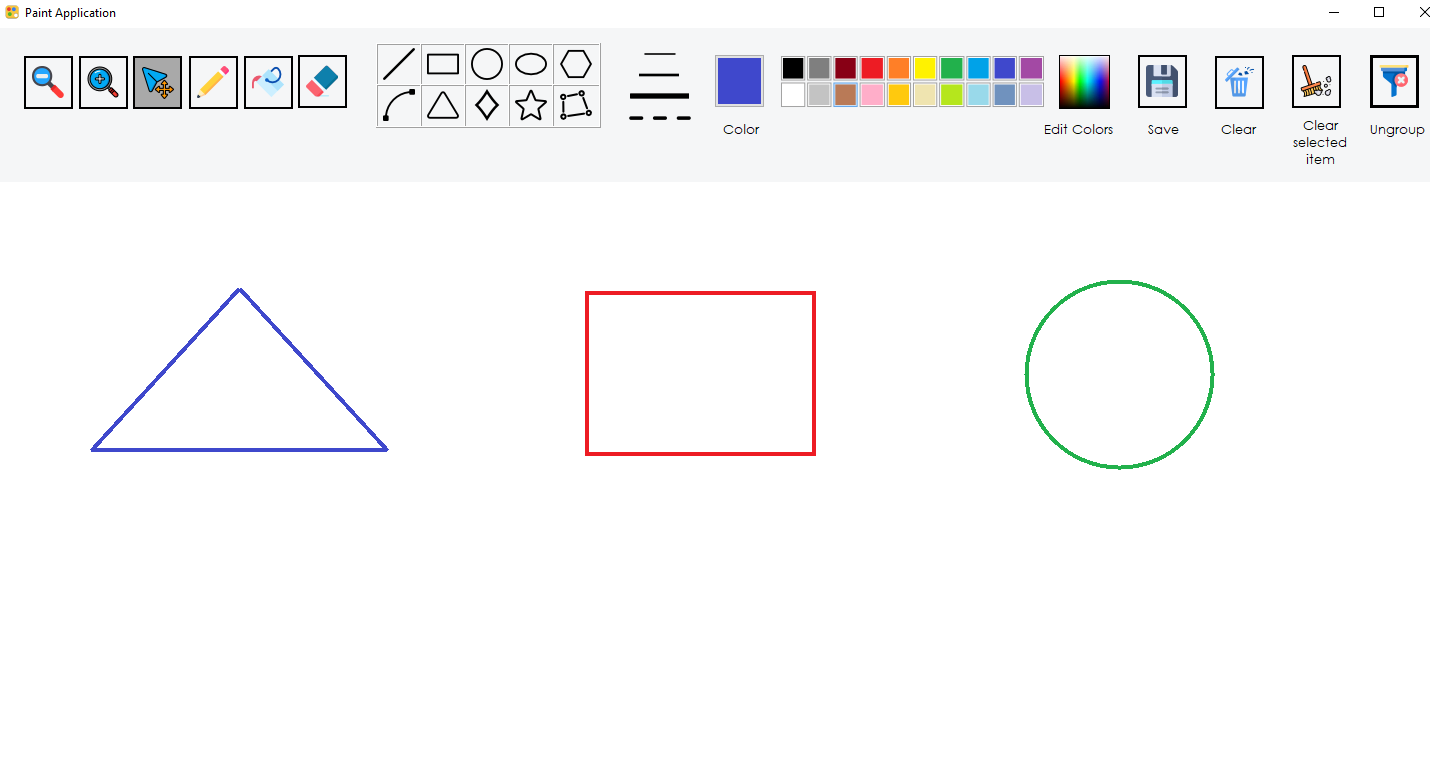 Paint Application
Color
Edit Colors
Save
Clear
Clear
selected
item
Ungroup